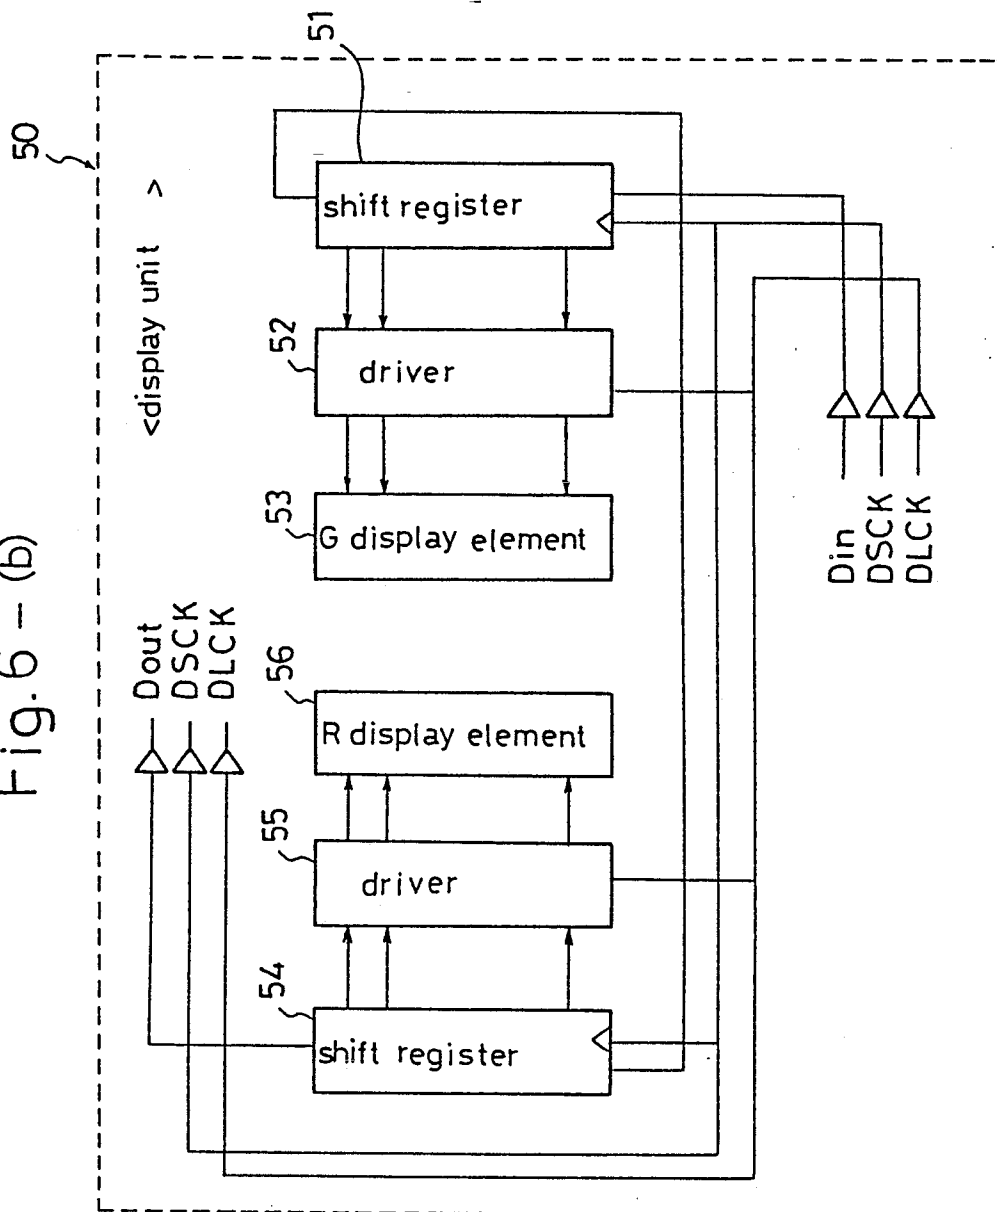 Fig. 6 - (b)
50
<display unit >
51
shift register
52
driver
53
G display element
Dout
DSCK
DLCK
56
R display element
55
driver
54
shift register
Din
DSCK
DLCK